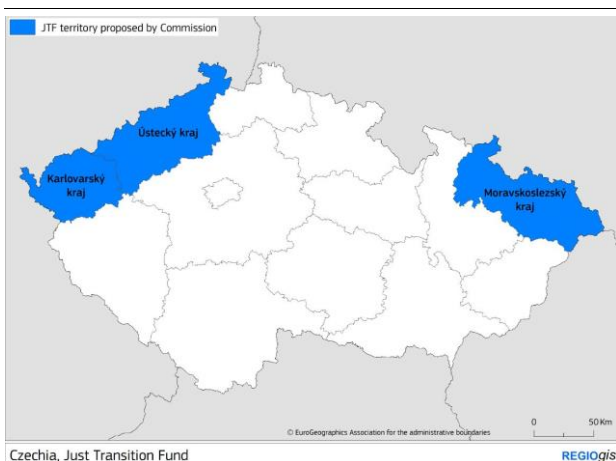 JTF territory proposed by Commission
Ústecký kraj
Karlovarský
kraj
Moravskoslezský
kraj
© EuroGeographics Association for the administrative boundaries
0 50 Km
Czechia, Just Transition Fund
REGIOgis